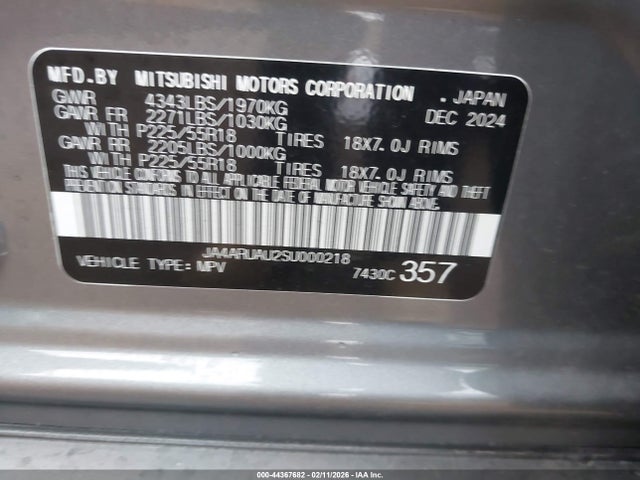 MFD.BY MITSUBISHI MOTORS CORPORATION . JAPAN
GVWR 4343LBS/1970KG DEC 2024
GAWR FR 2271LBS/1030KG
WITH P225/55R18 TIRES 18X7.0J RIMS
GAWR RR 2205LBS/1000KG
WITH P225/55R18 TIRES 18X7.0J RIMS
THIS VEHICLE CONFORMS TO ALL APPLICABLE FEDERAL MOTOR VEHICLE SAFETY AND THEFT
PREVENTION STANDARDS IN EFFECT ON THE DATE OF MANUFACTURE SHOWN ABOVE.
JA4ARUAU2SU000218
VEHICLE TYPE: MPV 7430C 357
000-44367682 - 02/11/2026 - IAA Inc.